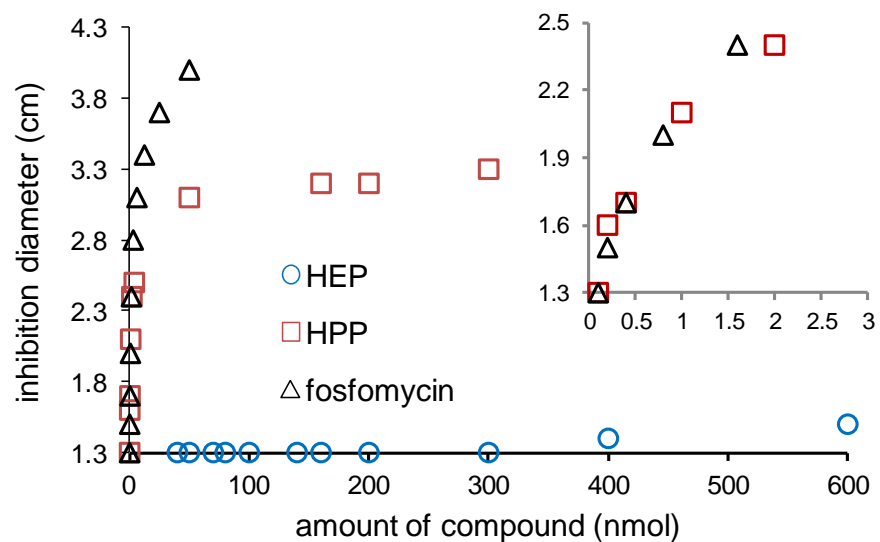 inhibition diameter (cm)
4.3
3.8
3.3
2.8
2.3
1.8
1.3
0 100 200 300 400 500 600
amount of compound (nmol)
HEP
HPP
fosfomycin
2.5
2.2
1.9
1.6
1.3
0 0.5 1 1.5 2 2.5 3